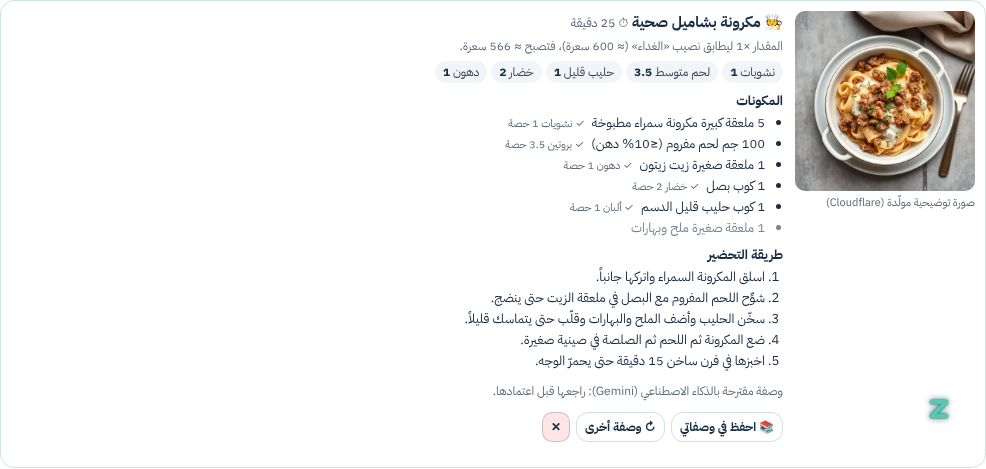 🧑‍🍳 مكرونة بشاميل صحية ⏱ 25 دقيقة
المقدار ×1 ليطابق نصيب «الغداء» (≈ 600 سعرة)، فتصبح ≈ 566 سعرة.
نشويات 1 لحم متوسط 3.5 حليب قليل 1 خضار 2 دهون 1
المكونات
• 5 ملعقة كبيرة مكرونة سمراء مطبوخة ✓ نشويات 1 حصة
• 100 جم لحم مفروم (≤10% دهن) ✓ بروتين 3.5 حصة
• 1 ملعقة صغيرة زيت زيتون ✓ دهون 1 حصة
• 1 كوب بصل ✓ خضار 2 حصة
• 1 كوب حليب قليل الدسم ✓ ألبان 1 حصة
• 1 ملعقة صغيرة ملح وبهارات
طريقة التحضير
1. اسلق المكرونة السمراء واتركها جانباً.
2. شوّح اللحم المفروم مع البصل في ملعقة الزيت حتى ينضج.
3. سخّن الحليب وأضف الملح والبهارات وقلّب حتى يتماسك قليلاً.
4. ضع المكرونة ثم اللحم ثم الصلصة في صينية صغيرة.
5. اخبزها في فرن ساخن 15 دقيقة حتى يحمرّ الوجه.
وصفة مقترحة بالذكاء الاصطناعي (Gemini): راجعها قبل اعتمادها.
📚 احفظ في وصفاتي ↻ وصفة أخرى ✕
صورة توضيحية مولّدة (Cloudflare)